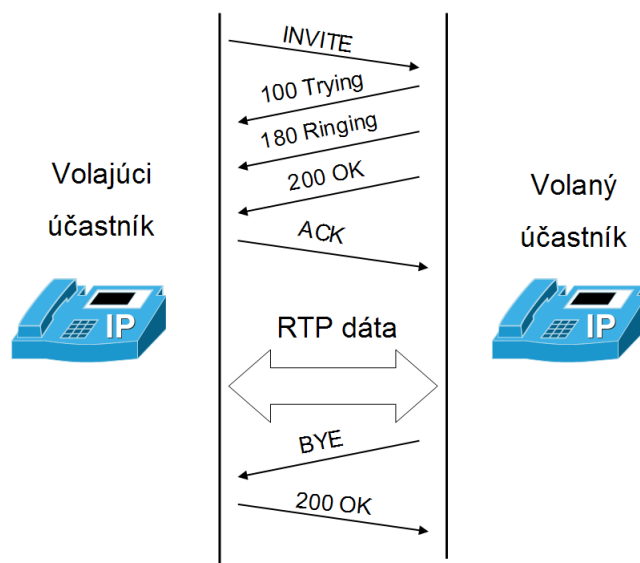 INVITE
100 Trying
180 Ringing
200 OK
ACK
Volajúci
účastník
IP
Volaný
účastník
IP
RTP dáta
BYE
200 OK